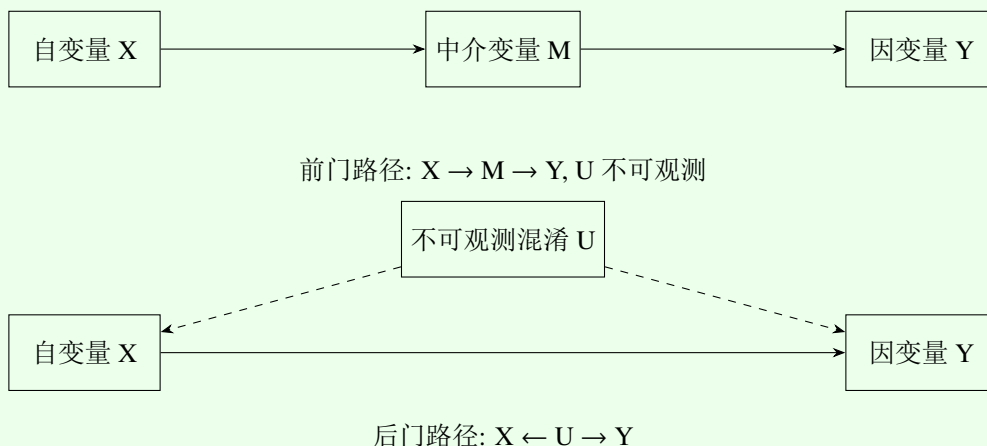 自变量 X
中介变量 M
因变量 Y
前门路径: X → M → Y, U 不可观测
不可观测混淆 U
自变量 X
因变量 Y
后门路径: X ← U → Y